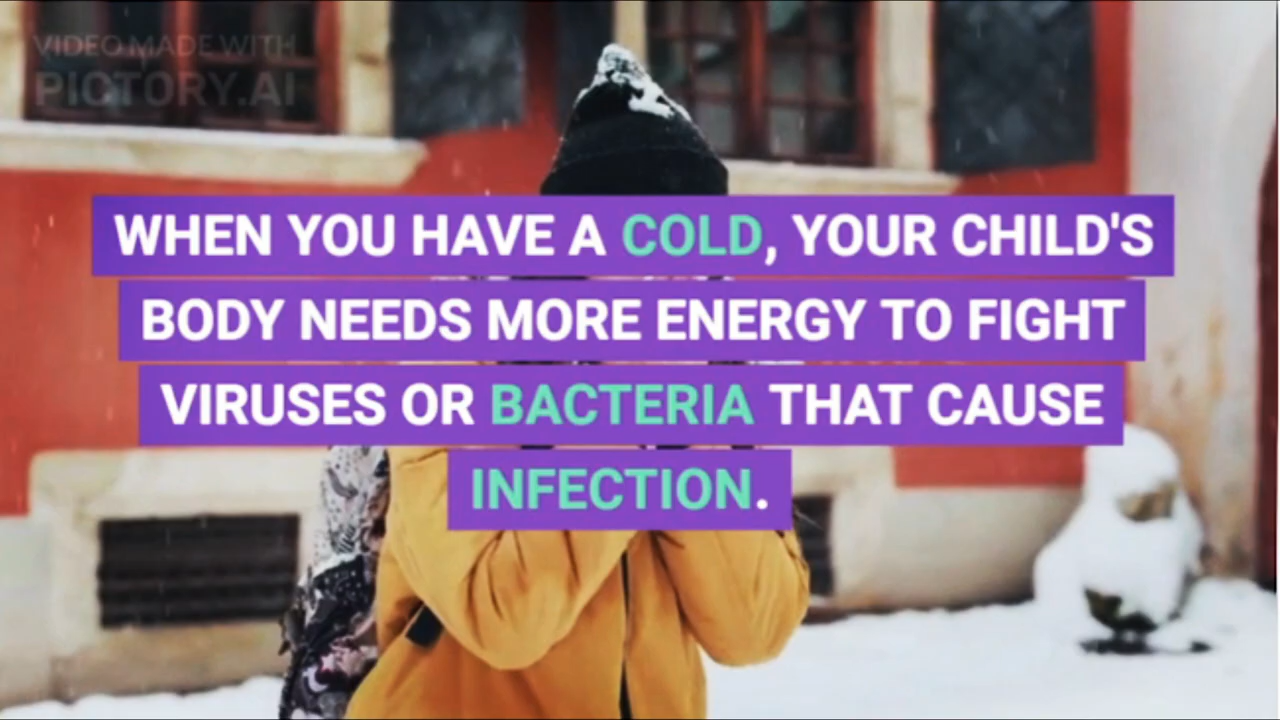 VIDEO MADE WITH
PICTORY.AI
WHEN YOU HAVE A COLD, YOUR CHILD'S
BODY NEEDS MORE ENERGY TO FIGHT
VIRUSES OR BACTERIA THAT CAUSE
INFECTION.